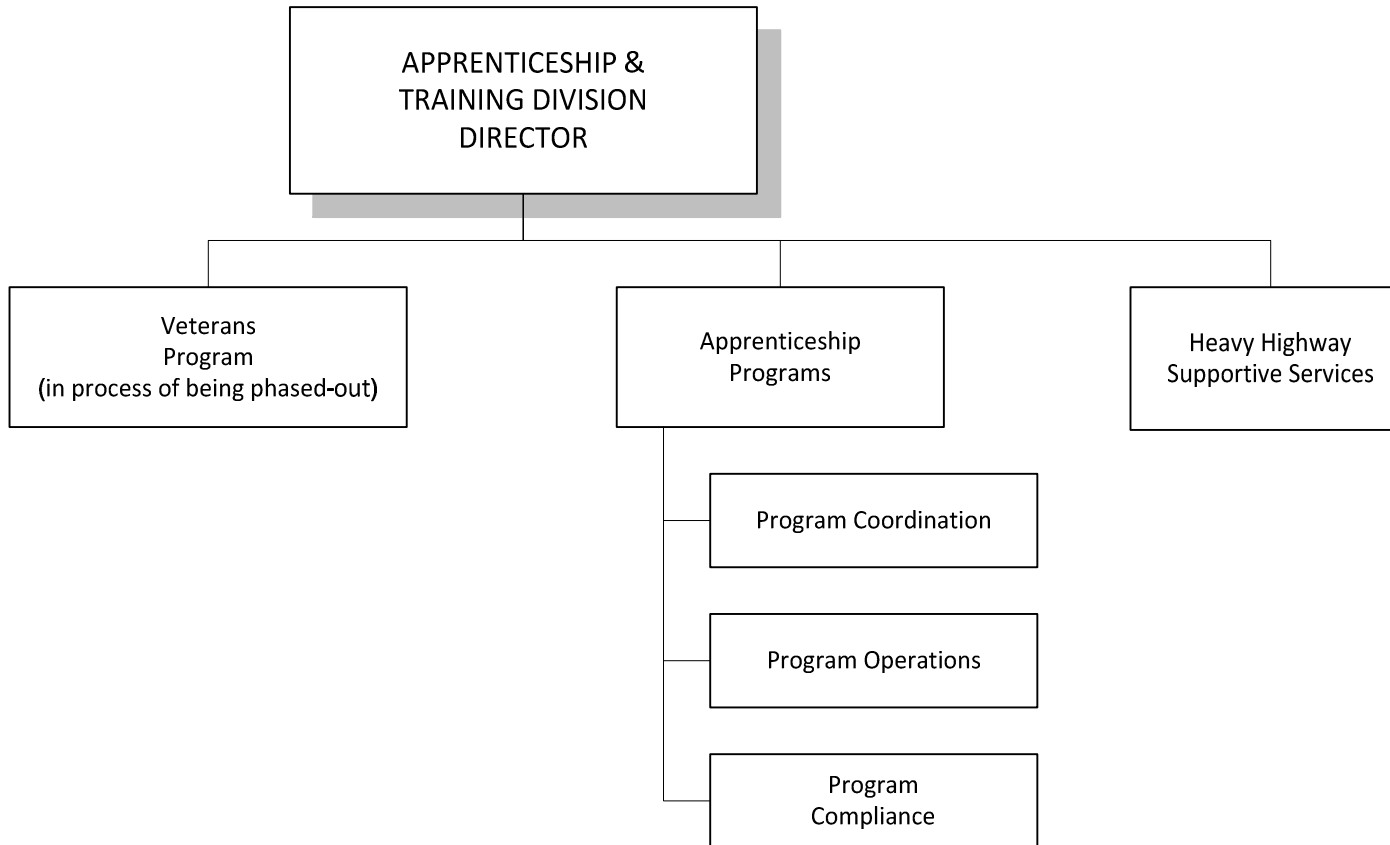 APPRENTICESHIP &
TRAINING DIVISION
DIRECTOR
Veterans
Program
(in process of being phased-out)
Apprenticeship
Programs
Heavy Highway
Supportive Services
Program Coordination
Program Operations
Program
Compliance